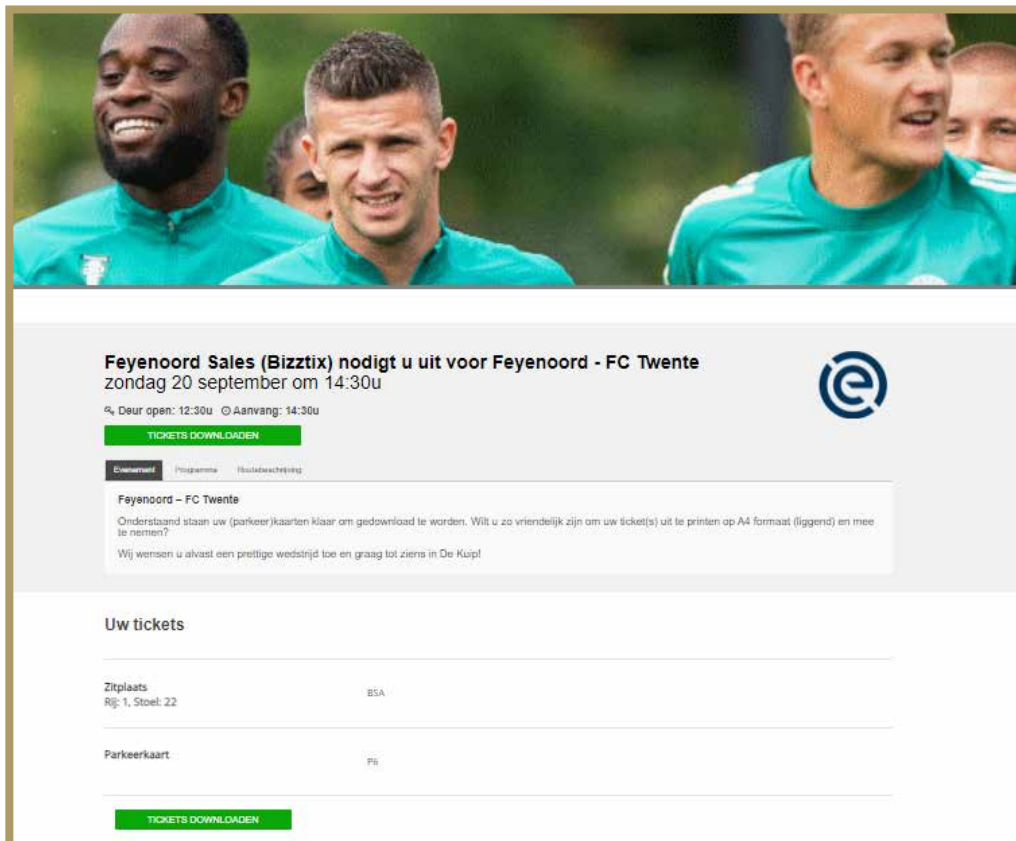 Feyenoord Sales (Bizztix) nodigt u uit voor Feyenoord - FC Twente
zondag 20 september om 14:30u
Deur open: 12:30u Aanvang: 14:30u
TICKETS DOWNLOADEN
Evenement Programma Routebeschrijving
Feyenoord – FC Twente
Onderstaand staan uw (parkeer)kaarten klaar om gedownload te worden. Wilt u zo vriendelijk zijn om uw ticket(s) uit te printen op A4 formaat (liggend) en mee
te nemen?
Wij wensen u alvast een prettige wedstrijd toe en graag tot ziens in De Kuip!
Uw tickets
Zitplaats
Rij: 1, Stoel: 22
BSA
Parkeerkaart
P6
TICKETS DOWNLOADEN